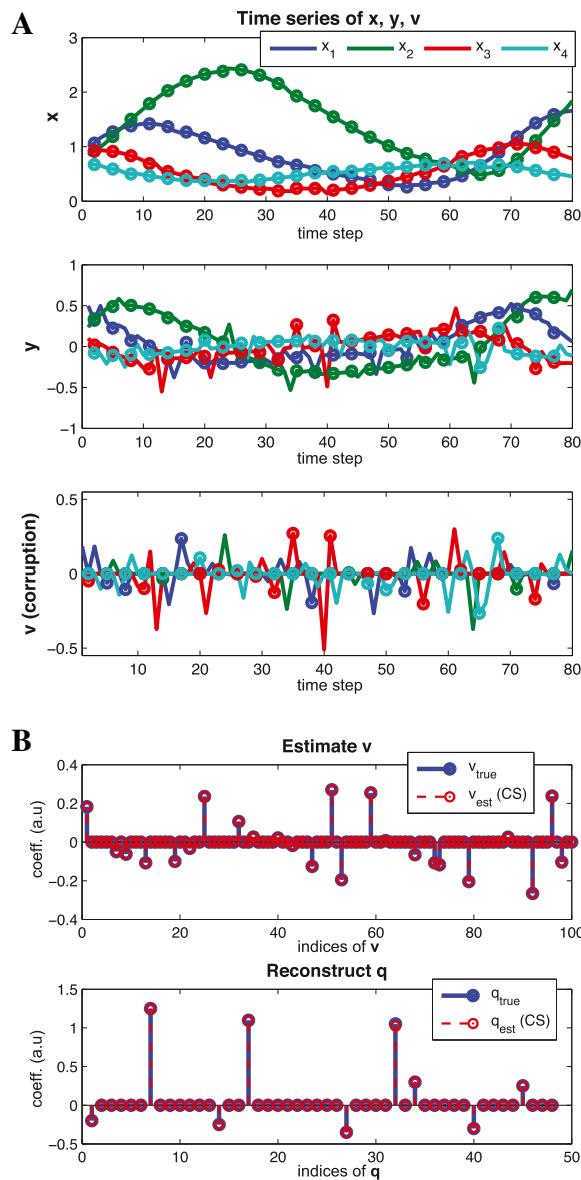 A
Time series of x, y, v
x₁ x₂ x₃ x₄
x
3
2
1
0
0 10 20 30 40 50 60 70 80
time step
y
1
0.5
0
−0.5
−1
0 10 20 30 40 50 60 70 80
time step
v (corruption)
0.5
0
−0.5
10 20 30 40 50 60 70 80
time step
B
Estimate v
v_true
v_est (CS)
coeff. (a.u)
0.4
0.2
0
−0.2
−0.4
0 20 40 60 80 100
indices of v
Reconstruct q
q_true
q_est (CS)
coeff. (a.u)
1.5
1
0.5
0
−0.5
0 10 20 30 40 50
indices of q